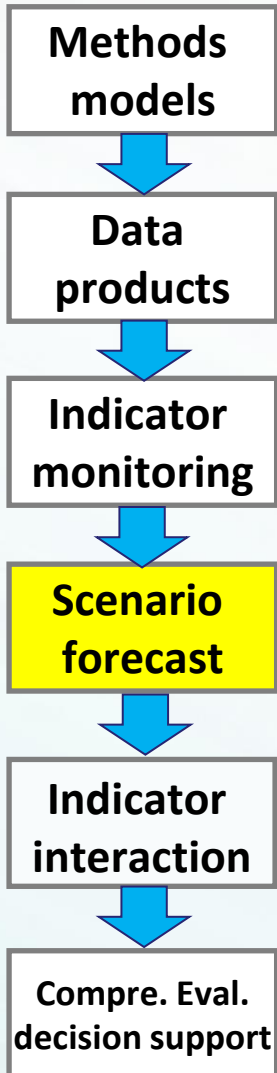 Methods
models
Data
products
Indicator
monitoring
Scenario
forecast
Indicator
interaction
Compre. Eval.
decision support